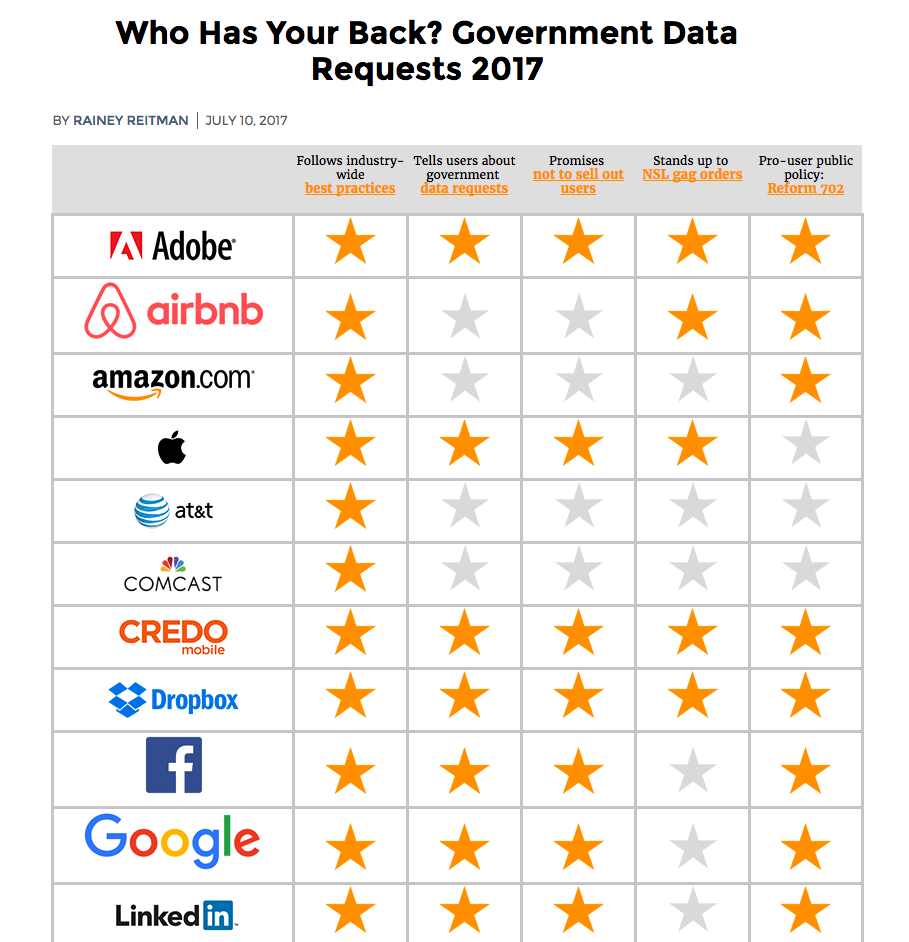 Who Has Your Back? Government Data
Requests 2017
BY RAINEY REITMAN | JULY 10, 2017
Follows industry-
wide
best practices
Tells users about
government
data requests
Promises
not to sell out
users
Stands up to
NSL gag orders
Pro-user public
policy:
Reform 702
Adobe
airbnb
amazon.com
at&t
COMCAST
CREDO
mobile
Dropbox
f
Google
Linked in